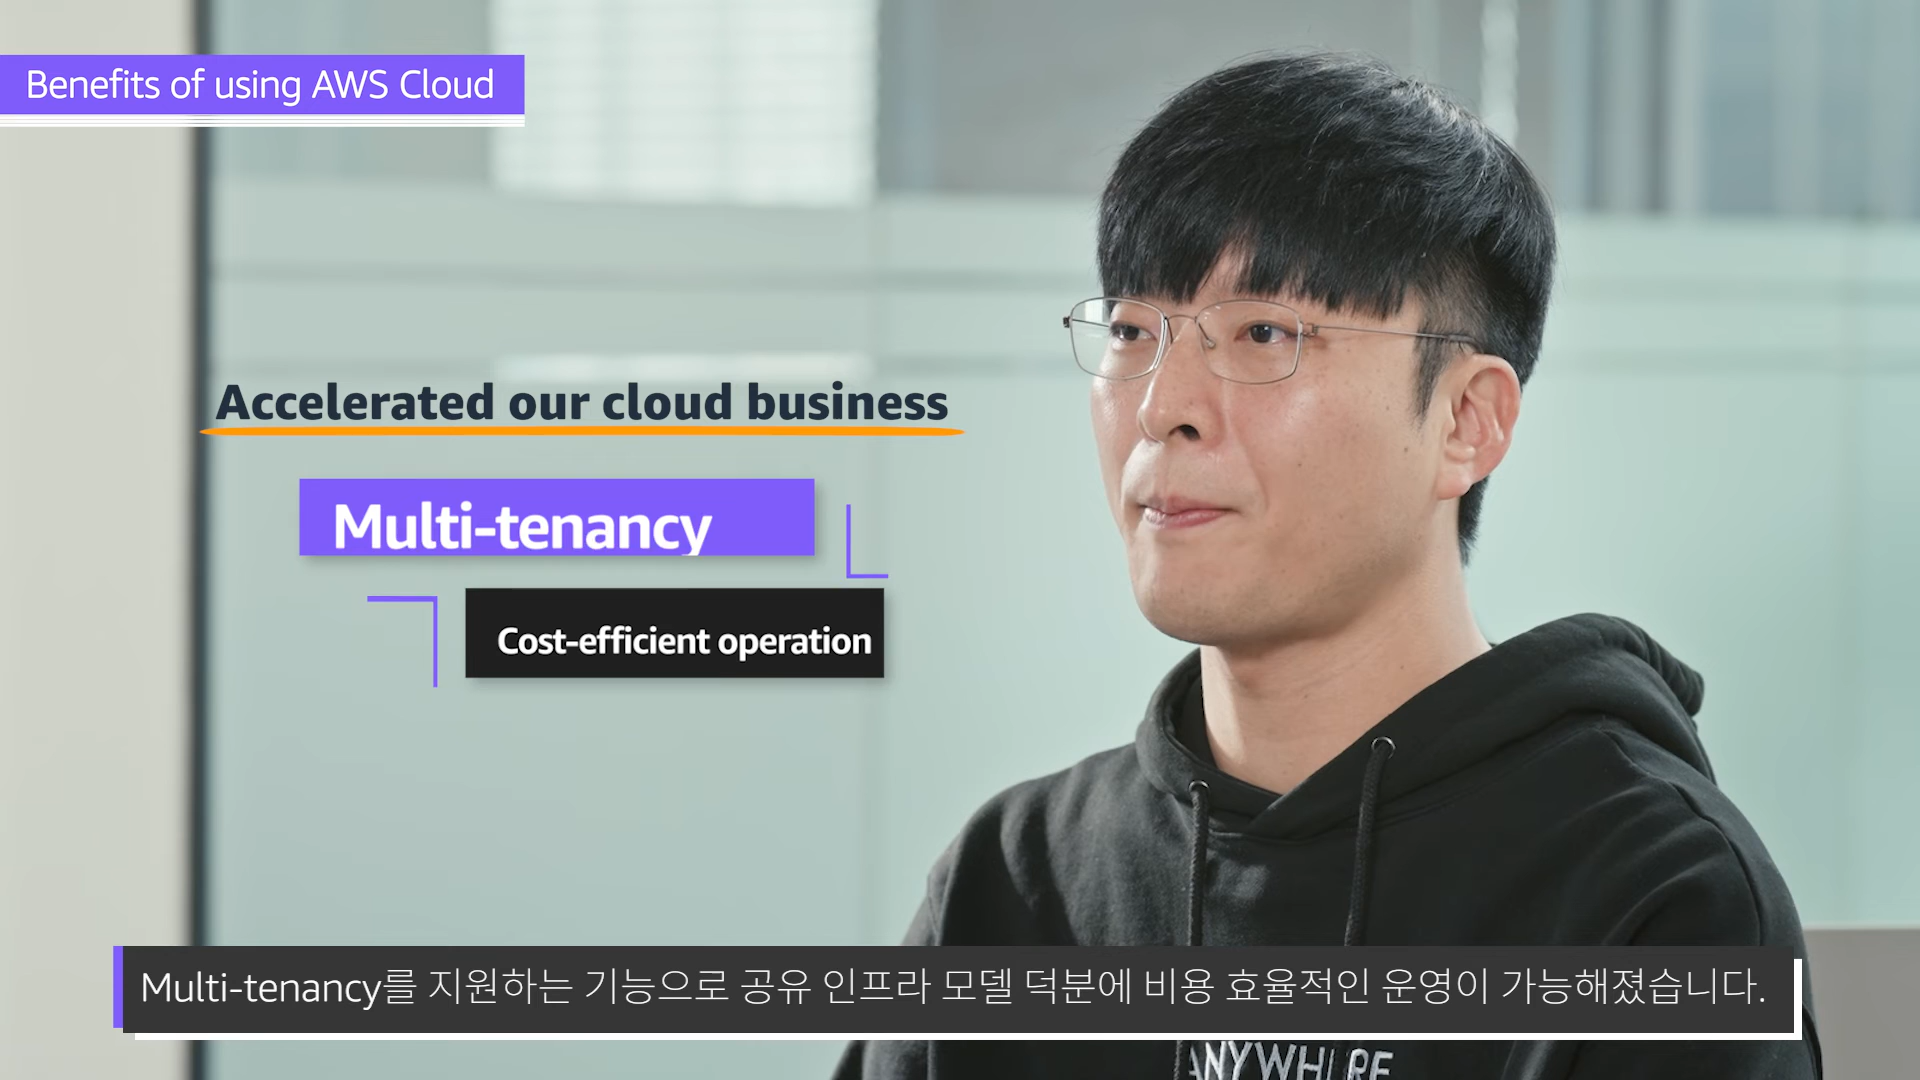 Benefits of using AWS Cloud
Accelerated our cloud business
Multi-tenancy
Cost-efficient operation
Multi-tenancy를 지원하는 기능으로 공유 인프라 모델 덕분에 비용 효율적인 운영이 가능해졌습니다.